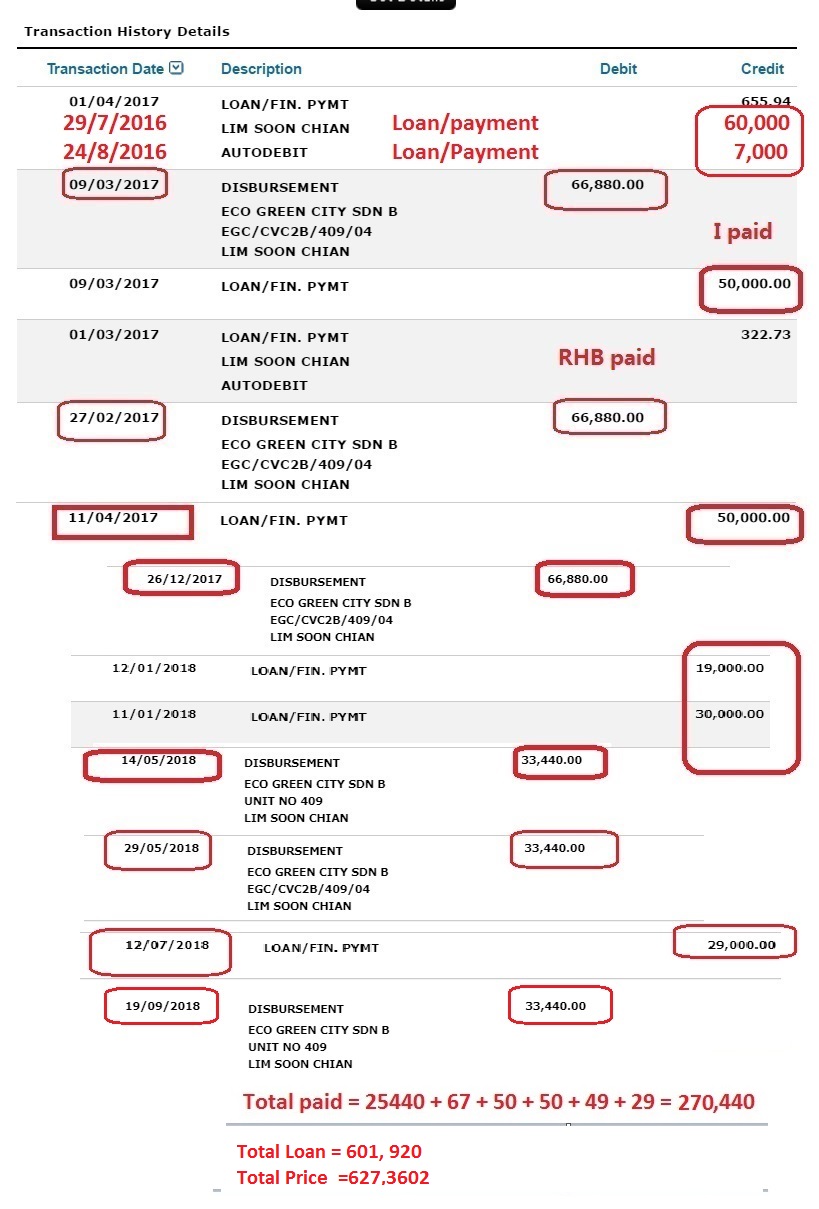 Transaction History Details
Transaction Date Description Debit Credit
01/04/2017 LOAN/FIN. PYMT 655.94
29/7/2016 LIM SOON CHIAN Loan/payment 60,000
24/8/2016 AUTODEBIT Loan/Payment 7,000
09/03/2017 DISBURSEMENT 66,880.00
ECO GREEN CITY SDN B
EGC/CVC2B/409/04 I paid
LIM SOON CHIAN
09/03/2017 LOAN/FIN. PYMT 50,000.00
01/03/2017 LOAN/FIN. PYMT 322.73
LIM SOON CHIAN RHB paid
AUTODEBIT
27/02/2017 DISBURSEMENT 66,880.00
ECO GREEN CITY SDN B
EGC/CVC2B/409/04
LIM SOON CHIAN
11/04/2017 LOAN/FIN. PYMT 50,000.00
26/12/2017 DISBURSEMENT 66,880.00
ECO GREEN CITY SDN B
EGC/CVC2B/409/04
LIM SOON CHIAN
12/01/2018 LOAN/FIN. PYMT 19,000.00
11/01/2018 LOAN/FIN. PYMT 30,000.00
14/05/2018 DISBURSEMENT 33,440.00
ECO GREEN CITY SDN B
UNIT NO 409
LIM SOON CHIAN
29/05/2018 DISBURSEMENT 33,440.00
ECO GREEN CITY SDN B
EGC/CVC2B/409/04
LIM SOON CHIAN
12/07/2018 LOAN/FIN. PYMT 29,000.00
19/09/2018 DISBURSEMENT 33,440.00
ECO GREEN CITY SDN B
UNIT NO 409
LIM SOON CHIAN
Total paid = 25440 + 67 + 50 + 50 + 49 + 29 = 270,440
Total Loan = 601, 920
Total Price =627,3602